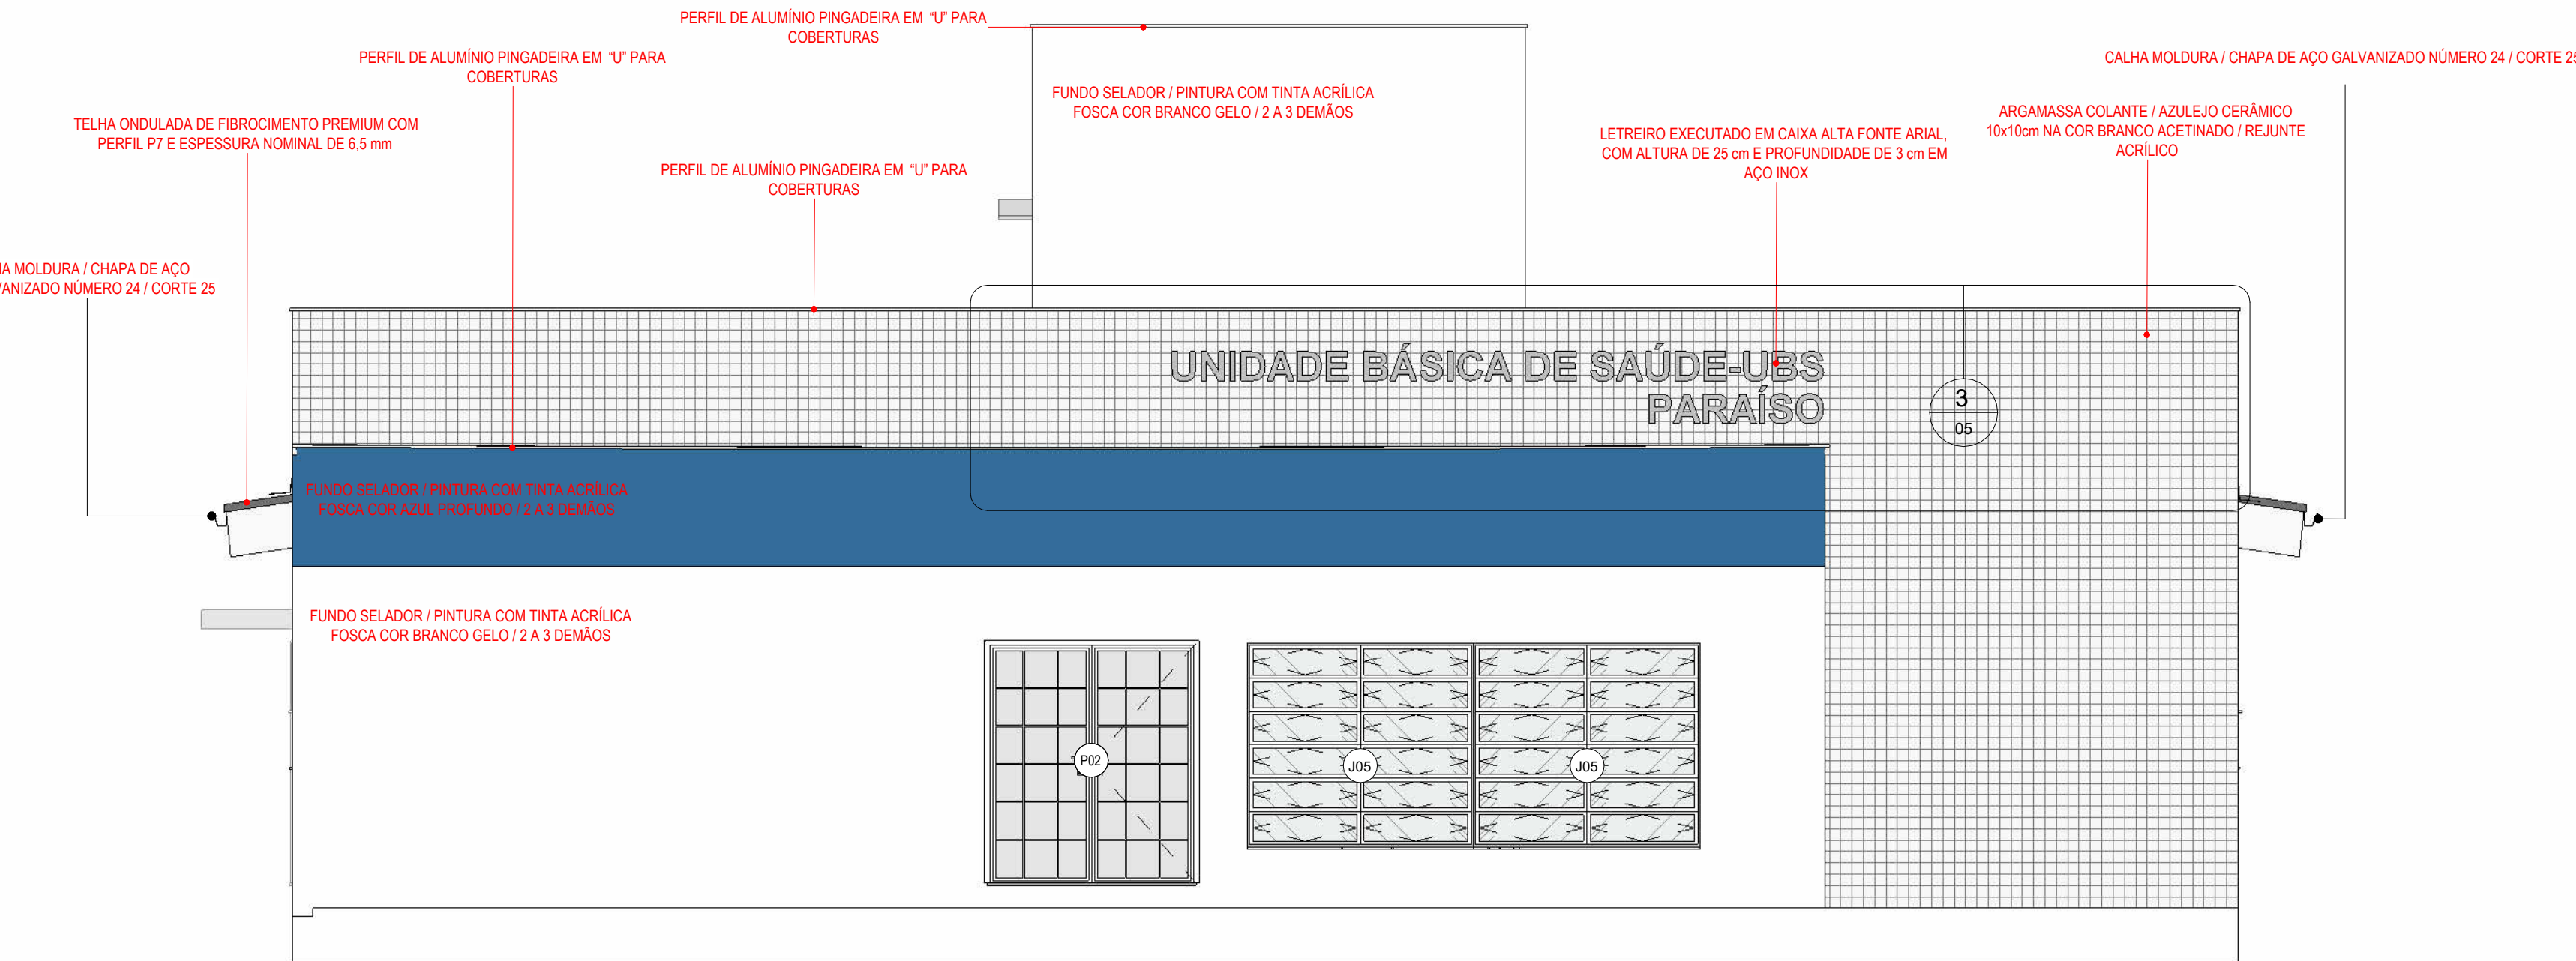 PERFIL DE ALUMÍNIO PINGADEIRA EM “U” PARA
COBERTURAS
PERFIL DE ALUMÍNIO PINGADEIRA EM “U” PARA
COBERTURAS
CALHA MOLDURA / CHAPA DE AÇO GALVANIZADO NÚMERO 24 / CORTE 25
FUNDO SELADOR / PINTURA COM TINTA ACRÍLICA
FOSCA COR BRANCO GELO / 2 A 3 DEMÃOS
TELHA ONDULADA DE FIBROCIMENTO PREMIUM COM
PERFIL P7 E ESPESSURA NOMINAL DE 6,5 mm
ARGAMASSA COLANTE / AZULEJO CERÂMICO
10x10cm NA COR BRANCO ACETINADO / REJUNTE
ACRÍLICO
LETREIRO EXECUTADO EM CAIXA ALTA FONTE ARIAL,
COM ALTURA DE 25 cm E PROFUNDIDADE DE 3 cm EM
AÇO INOX
PERFIL DE ALUMÍNIO PINGADEIRA EM “U” PARA
COBERTURAS
HA MOLDURA / CHAPA DE AÇO
VANIZADO NÚMERO 24 / CORTE 25
UNIDADE BÁSICA DE SAÚDE-UBS
PARAÍSO
3
05
FUNDO SELADOR / PINTURA COM TINTA ACRÍLICA
FOSCA COR AZUL PROFUNDO / 2 A 3 DEMÃOS
FUNDO SELADOR / PINTURA COM TINTA ACRÍLICA
FOSCA COR BRANCO GELO / 2 A 3 DEMÃOS
P02
J05
J05